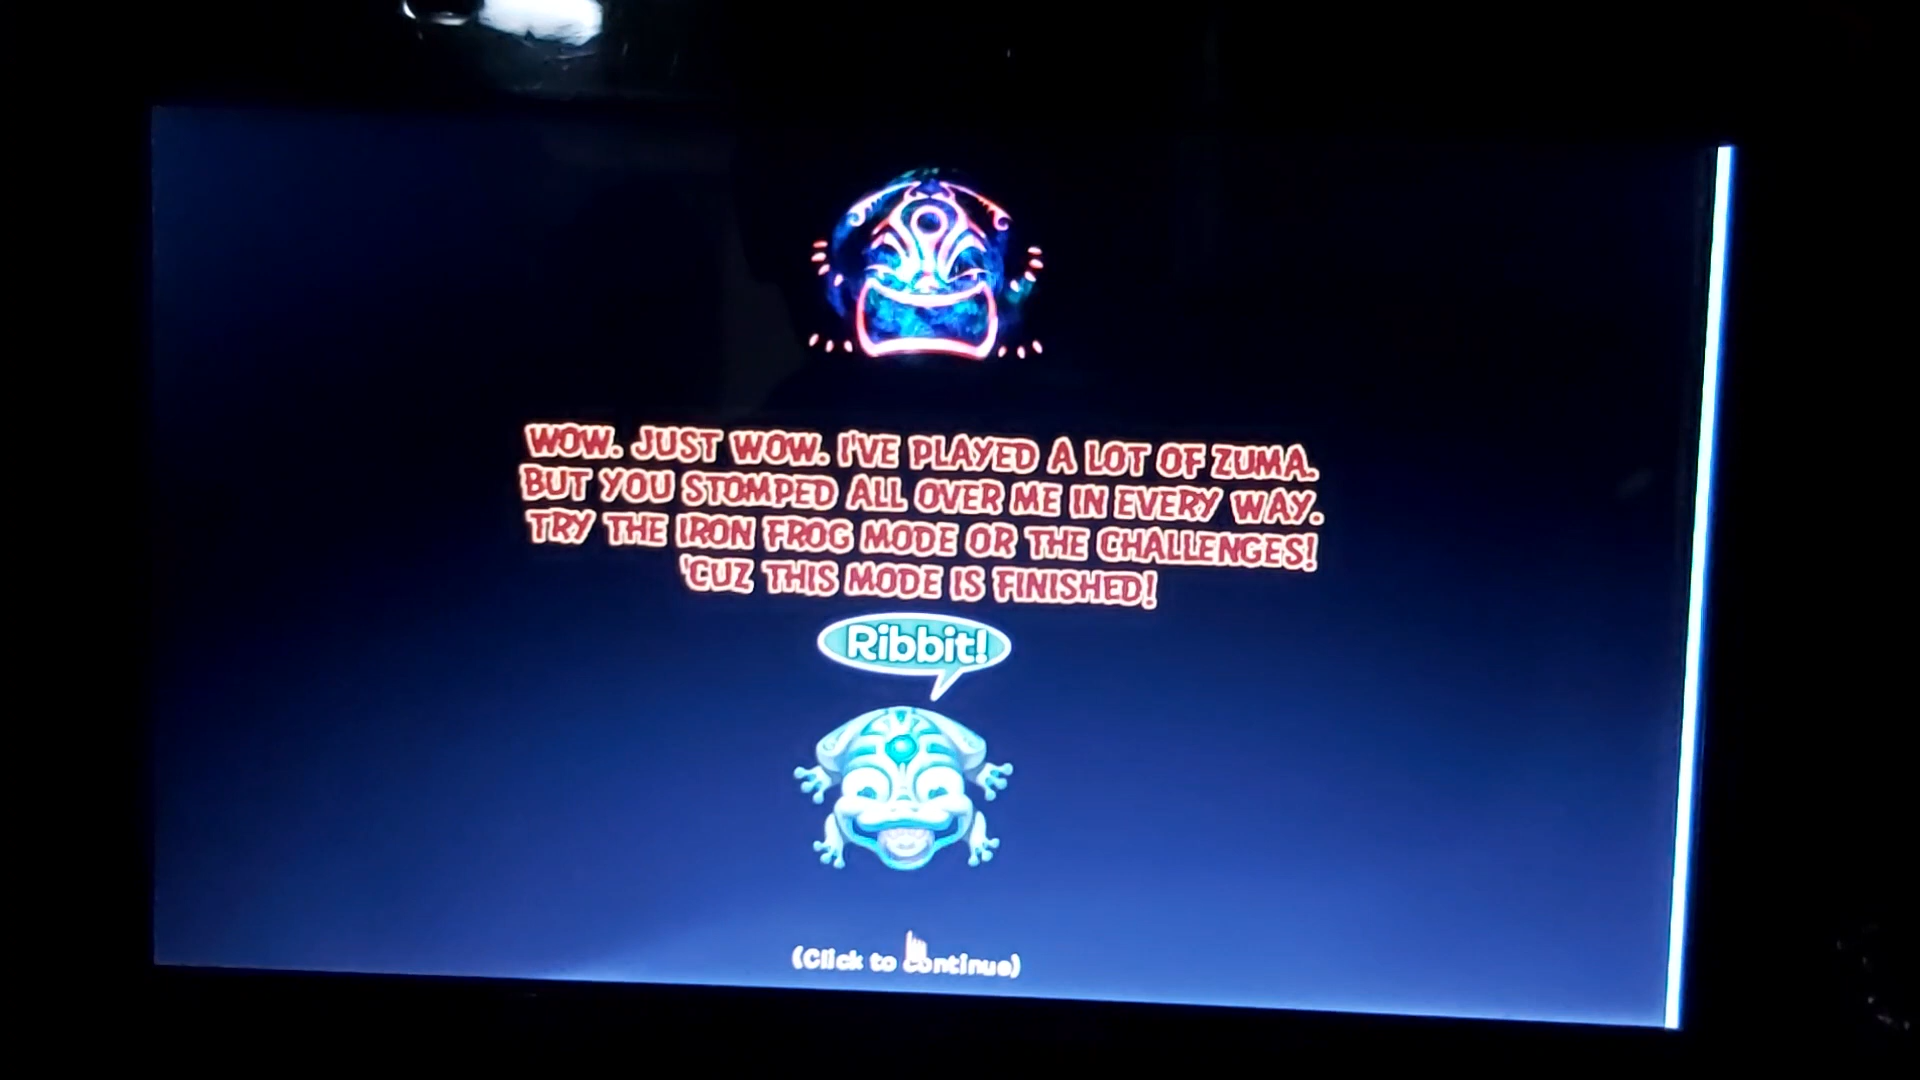 WOW. JUST WOW. I'VE PLAYED A LOT OF ZUMA.
BUT YOU STOMPED ALL OVER ME IN EVERY WAY.
TRY THE IRON FROG MODE OR THE CHALLENGES!
'CUZ THIS MODE IS FINISHED!
Ribbit!
(Click to continue)